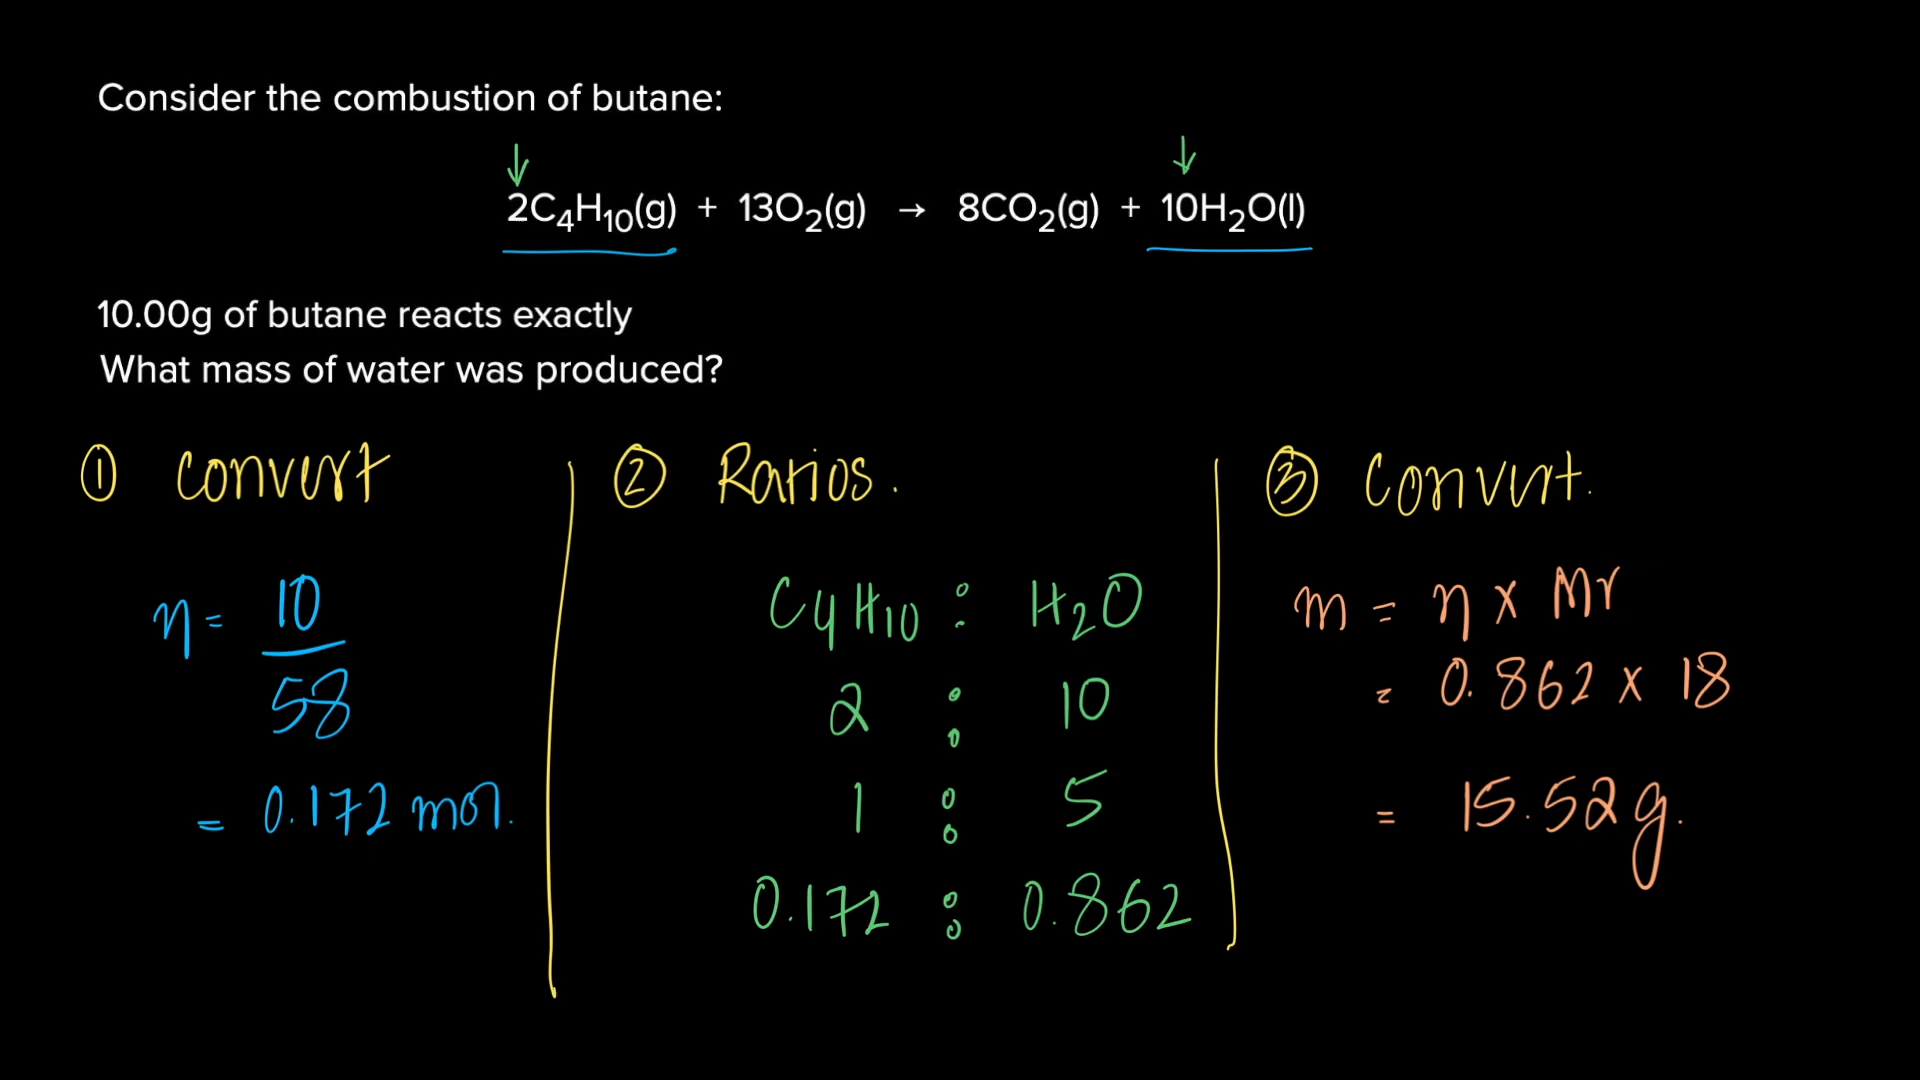 Consider the combustion of butane:
2C₄H₁₀(g) + 13O₂(g) → 8CO₂(g) + 10H₂O(l)
10.00g of butane reacts exactly
What mass of water was produced?
① Convert
n = 10/58
= 0.172 mol.
② Ratios.
C₄H₁₀ : H₂O
2 : 10
1 : 5
0.172 : 0.862
③ Convert.
m = n × Mr
= 0.862 × 18
= 15.52g.